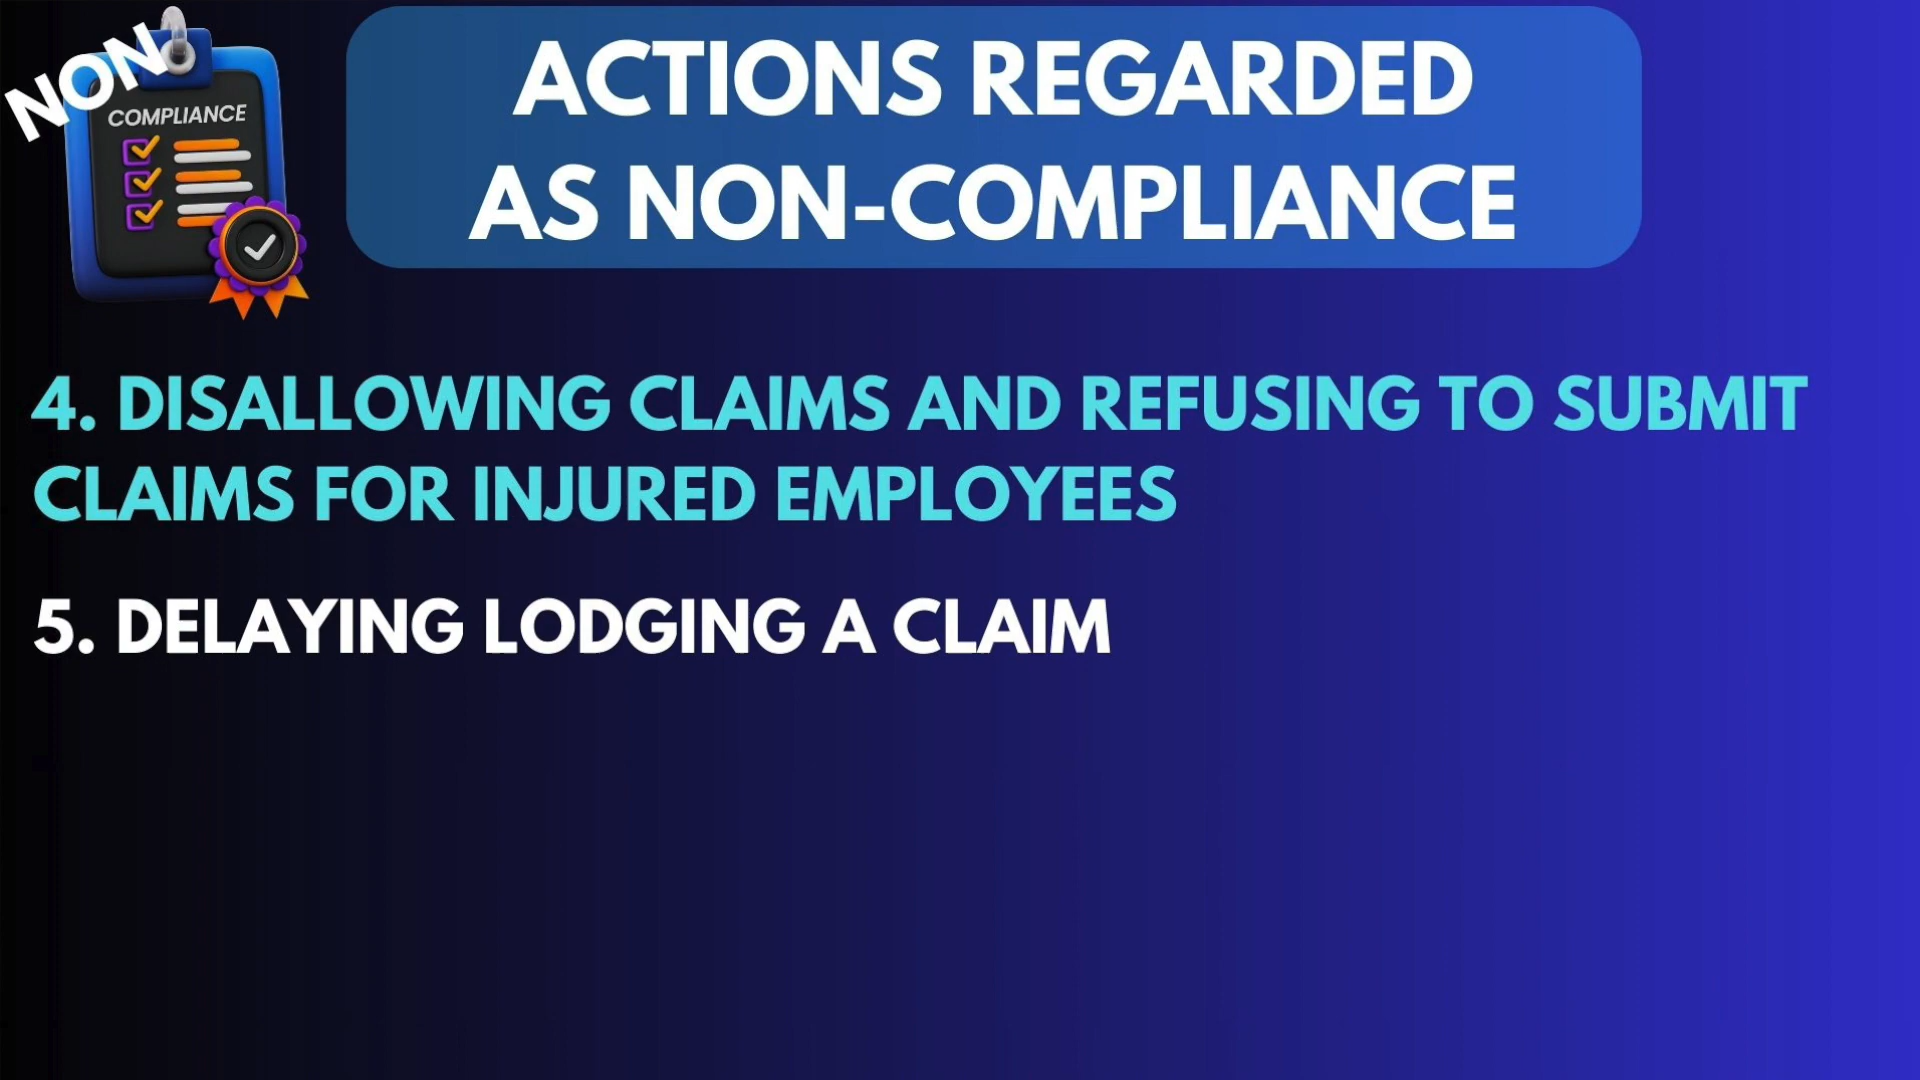 NON
COMPLIANCE
ACTIONS REGARDED
AS NON-COMPLIANCE
4. DISALLOWING CLAIMS AND REFUSING TO SUBMIT
CLAIMS FOR INJURED EMPLOYEES
5. DELAYING LODGING A CLAIM